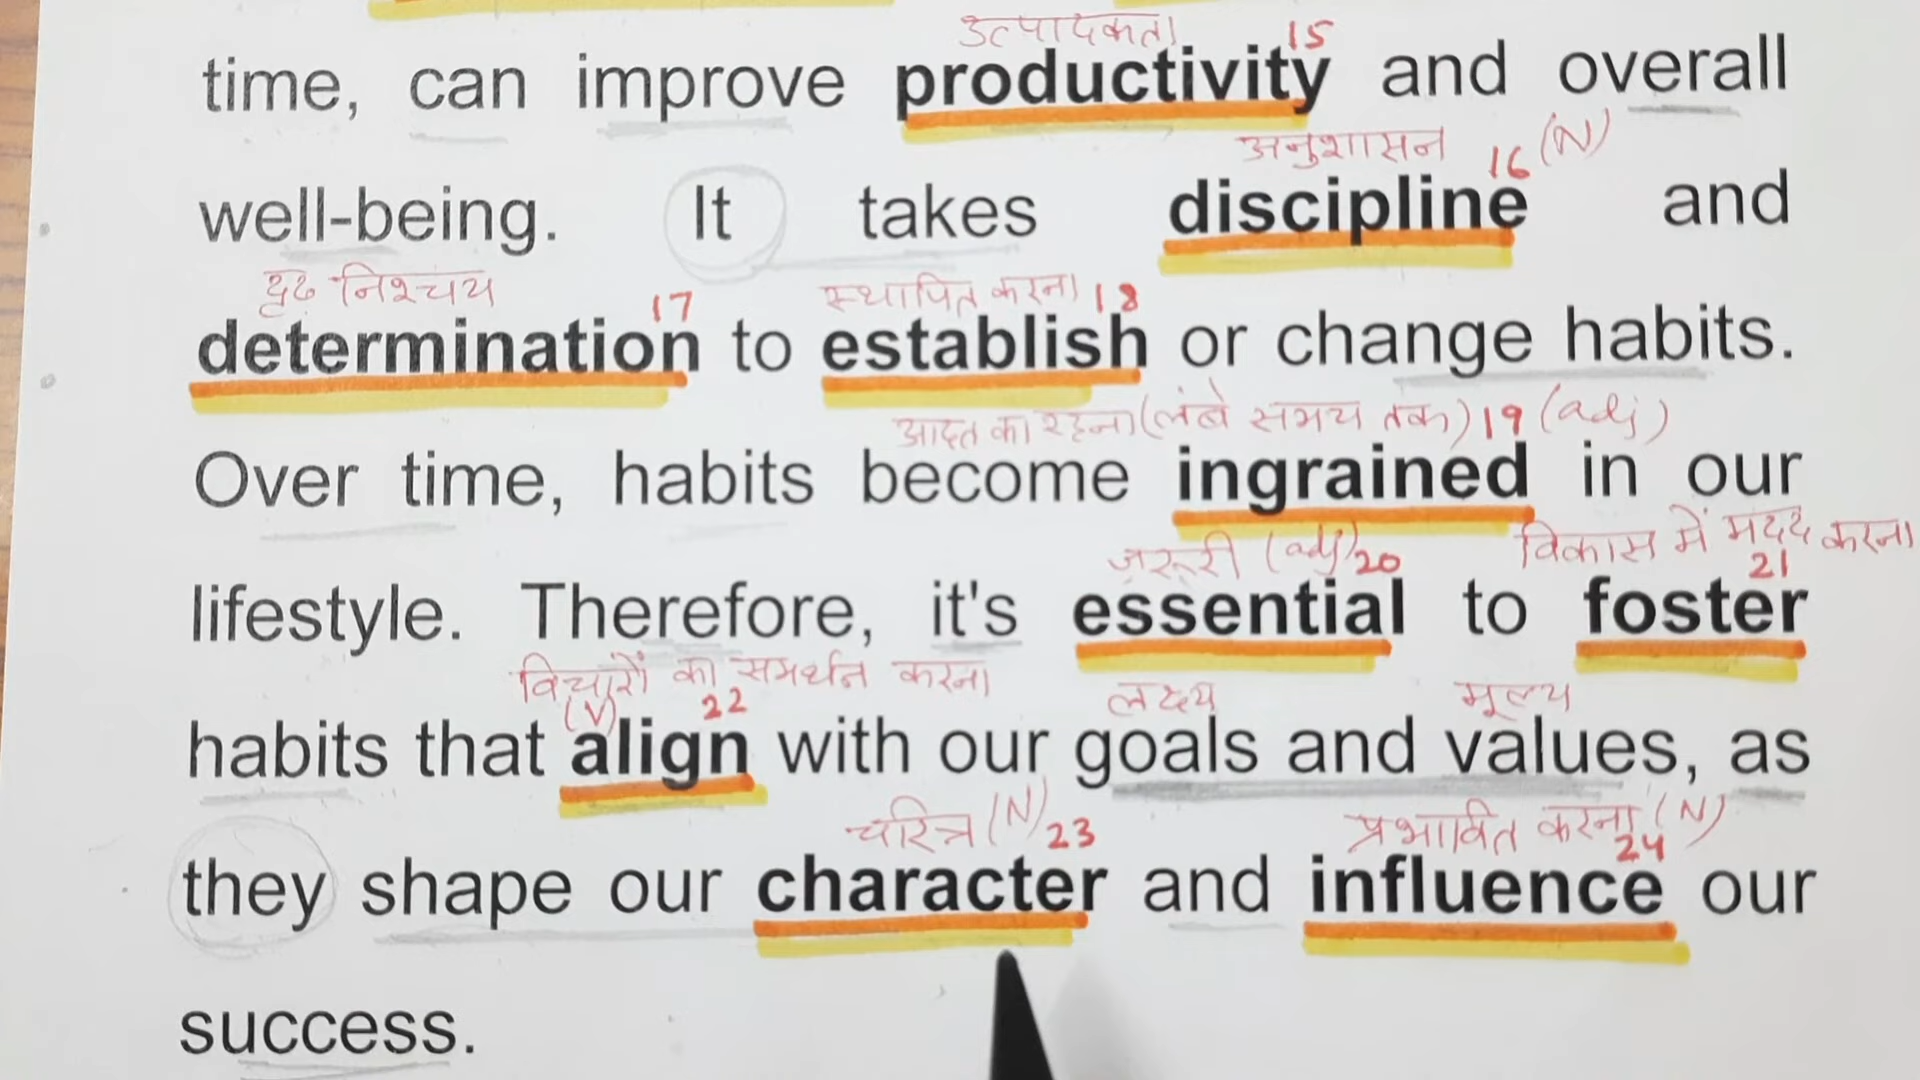 उत्पादकता 15
time, can improve productivity and overall
अनुशासन 16 (N)
well-being. It takes discipline and
दृढ निश्चय 17 स्थापित करना 18
determination to establish or change habits.
आदत का रहना (लंबे समय तक) 19 (adj)
Over time, habits become ingrained in our
ज़रूरी (adj) 20 विकास में मदद करना 21
lifestyle. Therefore, it's essential to foster
विचारों का समर्थन करना (V) 22 लक्ष्य मूल्य
habits that align with our goals and values, as
चरित्र (N) 23 प्रभावित करना (N) 24
they shape our character and influence our
success.